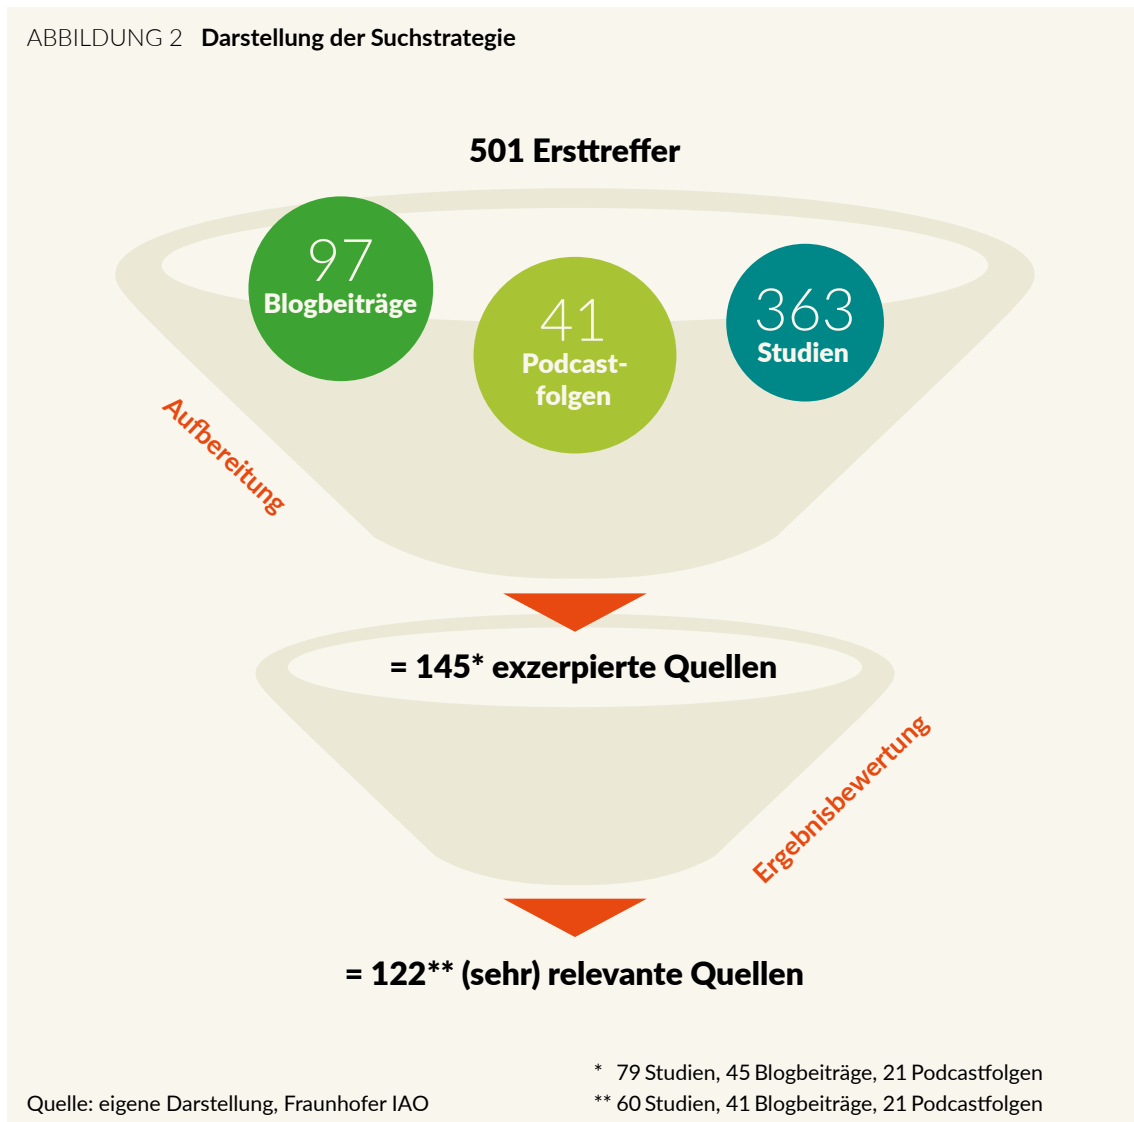 ABBILDUNG 2 Darstellung der Suchstrategie
501 Ersttreffer
97
Blogbeiträge
41
Podcast-
folgen
363
Studien
Aufbereitung
= 145* exzerpierte Quellen
Ergebnisbewertung
= 122** (sehr) relevante Quellen
* 79 Studien, 45 Blogbeiträge, 21 Podcastfolgen
** 60 Studien, 41 Blogbeiträge, 21 Podcastfolgen
Quelle: eigene Darstellung, Fraunhofer IAO